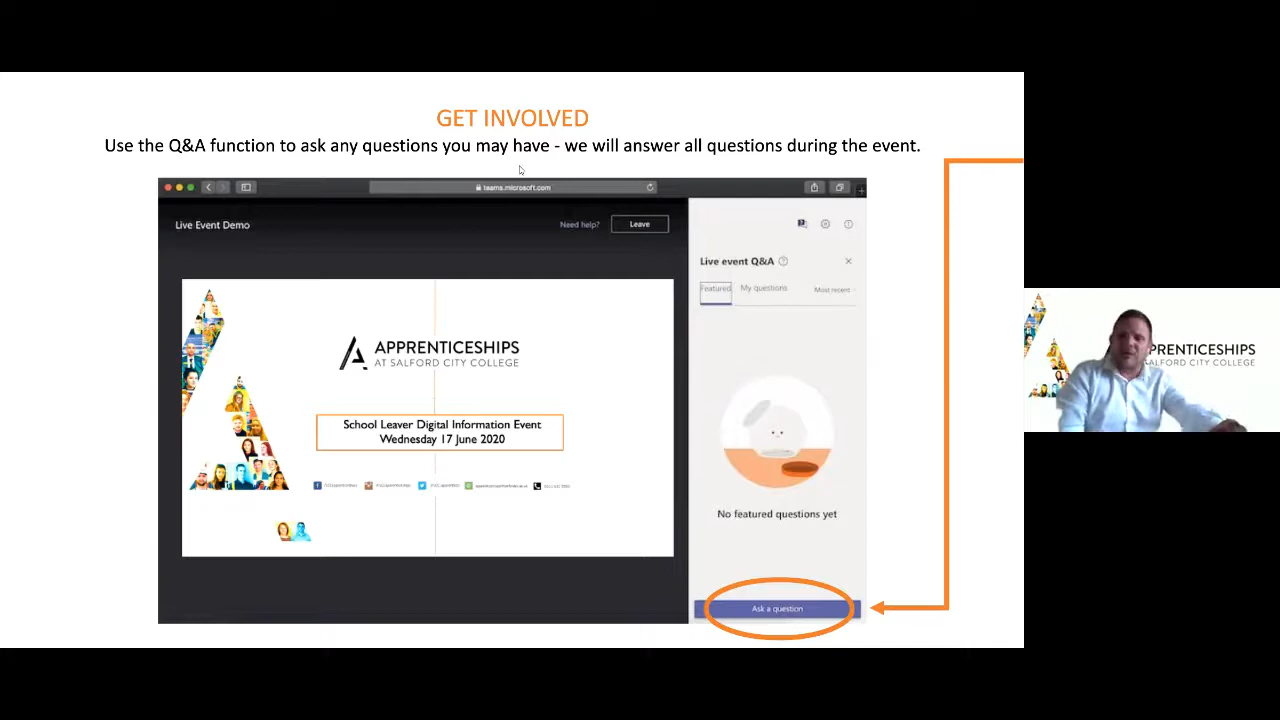 GET INVOLVED
Use the Q&A function to ask any questions you may have - we will answer all questions during the event.
teams.microsoft.com
Live Event Demo
Need help?
Leave
Live event Q&A
Featured
My questions
Most recent
APPRENTICESHIPS
AT SALFORD CITY COLLEGE
School Leaver Digital Information Event
Wednesday 17 June 2020
No featured questions yet
Ask a question
PRENTICESHIPS
SALFORD CITY COLLEGE